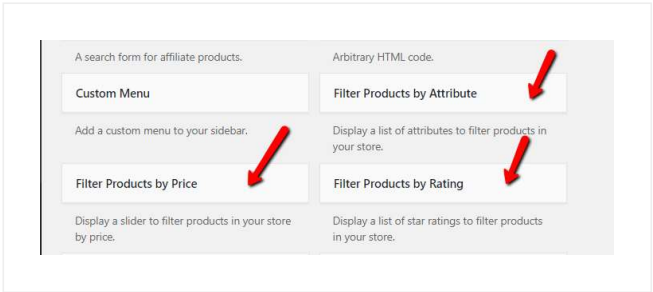 A search form for affiliate products.
Arbitrary HTML code.
Custom Menu
Filter Products by Attribute
Add a custom menu to your sidebar.
Display a list of attributes to filter products in
your store.
Filter Products by Price
Filter Products by Rating
Display a slider to filter products in your store
by price.
Display a list of star ratings to filter products
in your store.